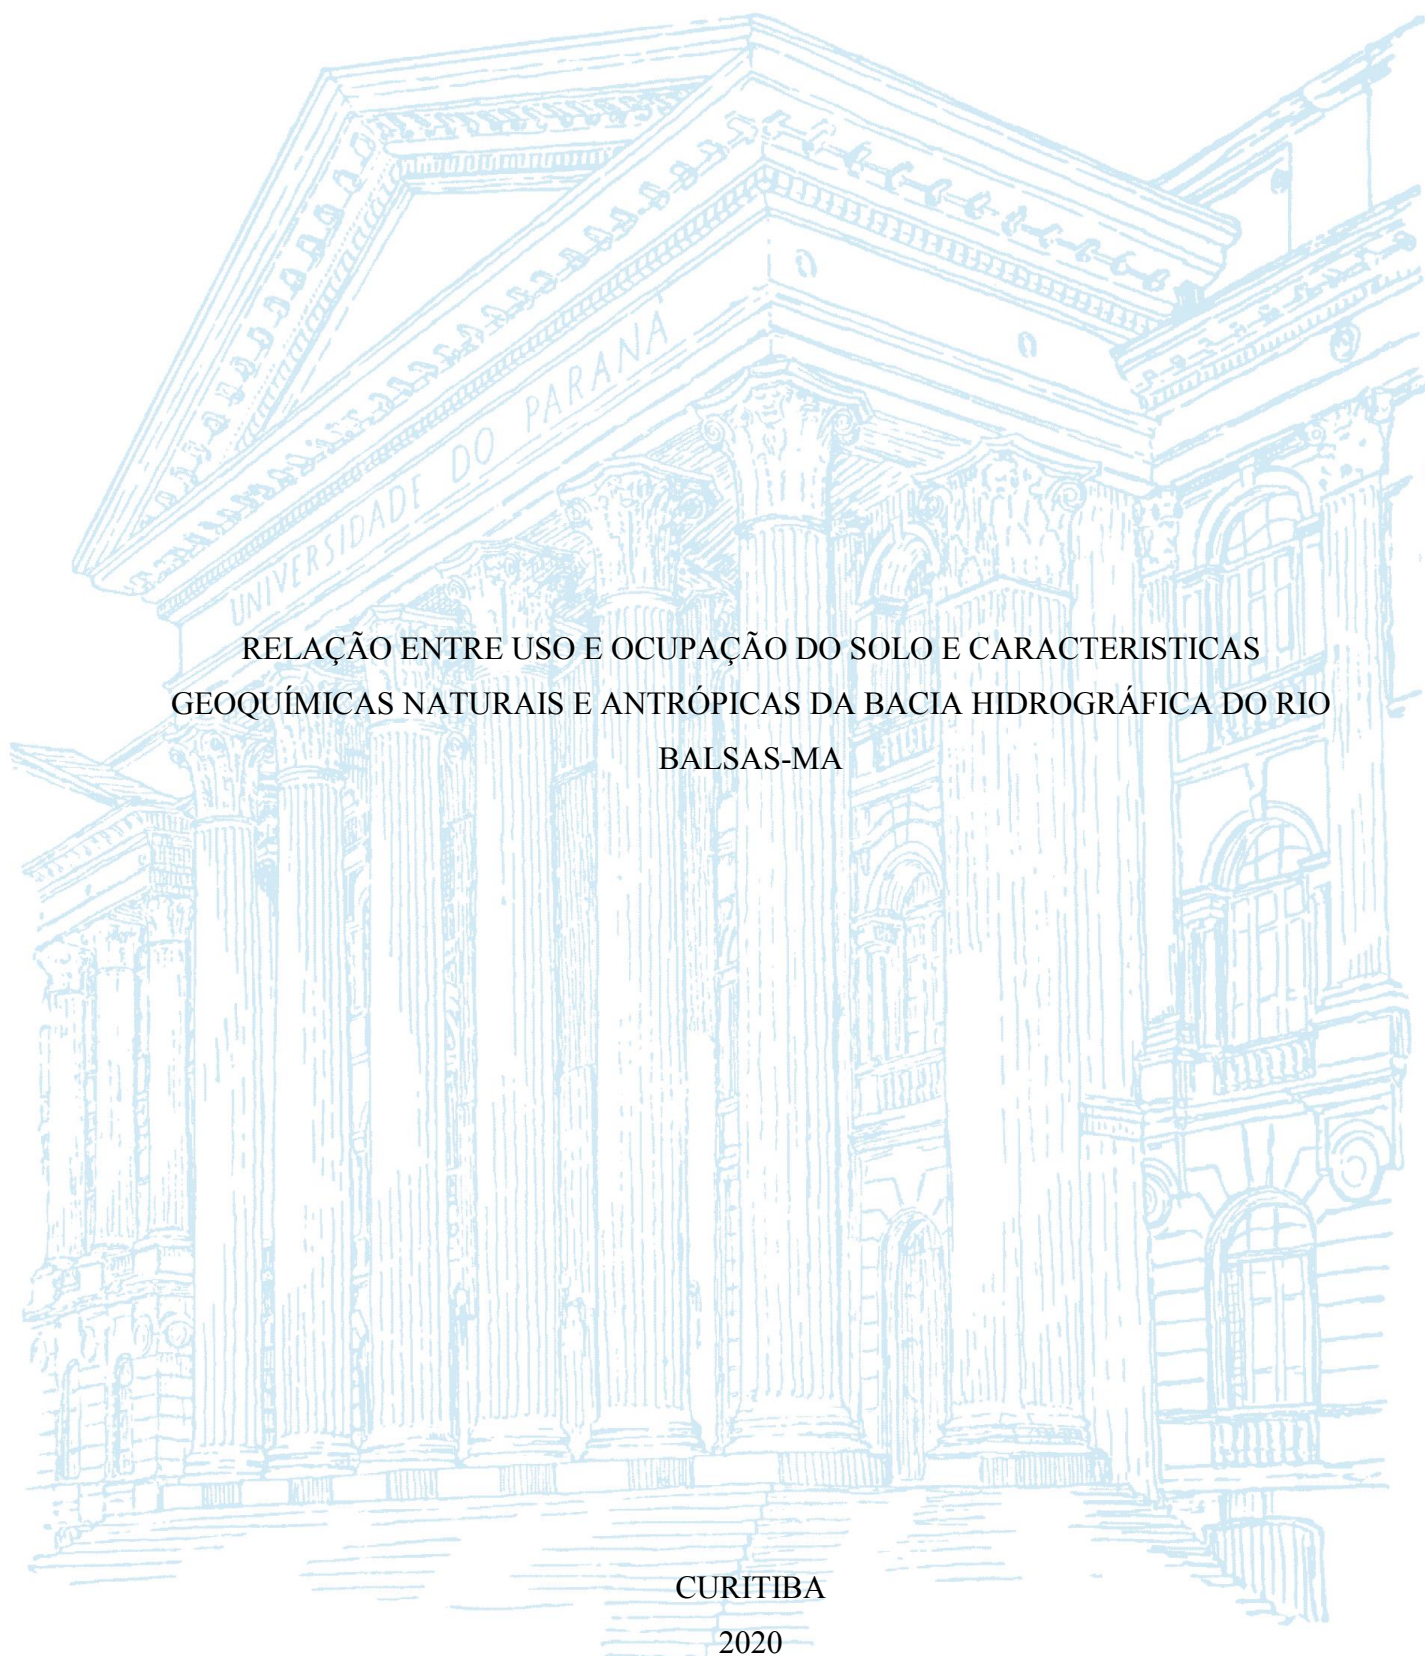 UNIVERSIDADE DO PARANÁ
RELAÇÃO ENTRE USO E OCUPAÇÃO DO SOLO E CARACTERISTICAS
GEOQUÍMICAS NATURAIS E ANTRÓPICAS DA BACIA HIDROGRÁFICA DO RIO
BALSAS-MA
CURITIBA
2020